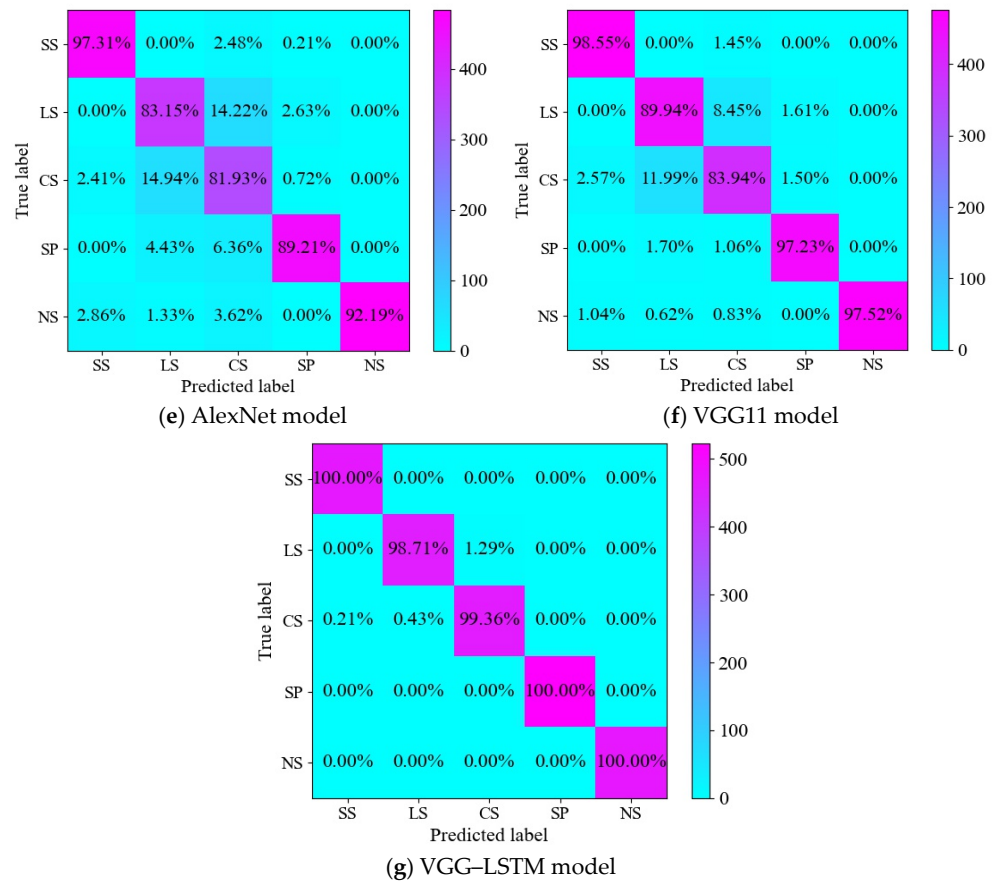 SS 97.31% 0.00% 2.48% 0.21% 0.00%
LS 0.00% 83.15% 14.22% 2.63% 0.00%
CS 2.41% 14.94% 81.93% 0.72% 0.00%
SP 0.00% 4.43% 6.36% 89.21% 0.00%
NS 2.86% 1.33% 3.62% 0.00% 92.19%
SS LS CS SP NS
True label
Predicted label
400
300
200
100
0
(e) AlexNet model
SS 98.55% 0.00% 1.45% 0.00% 0.00%
LS 0.00% 89.94% 8.45% 1.61% 0.00%
CS 2.57% 11.99% 83.94% 1.50% 0.00%
SP 0.00% 1.70% 1.06% 97.23% 0.00%
NS 1.04% 0.62% 0.83% 0.00% 97.52%
SS LS CS SP NS
True label
Predicted label
400
300
200
100
0
(f) VGG11 model
SS 100.00% 0.00% 0.00% 0.00% 0.00%
LS 0.00% 98.71% 1.29% 0.00% 0.00%
CS 0.21% 0.43% 99.36% 0.00% 0.00%
SP 0.00% 0.00% 0.00% 100.00% 0.00%
NS 0.00% 0.00% 0.00% 0.00% 100.00%
SS LS CS SP NS
True label
Predicted label
500
400
300
200
100
0
(g) VGG–LSTM model